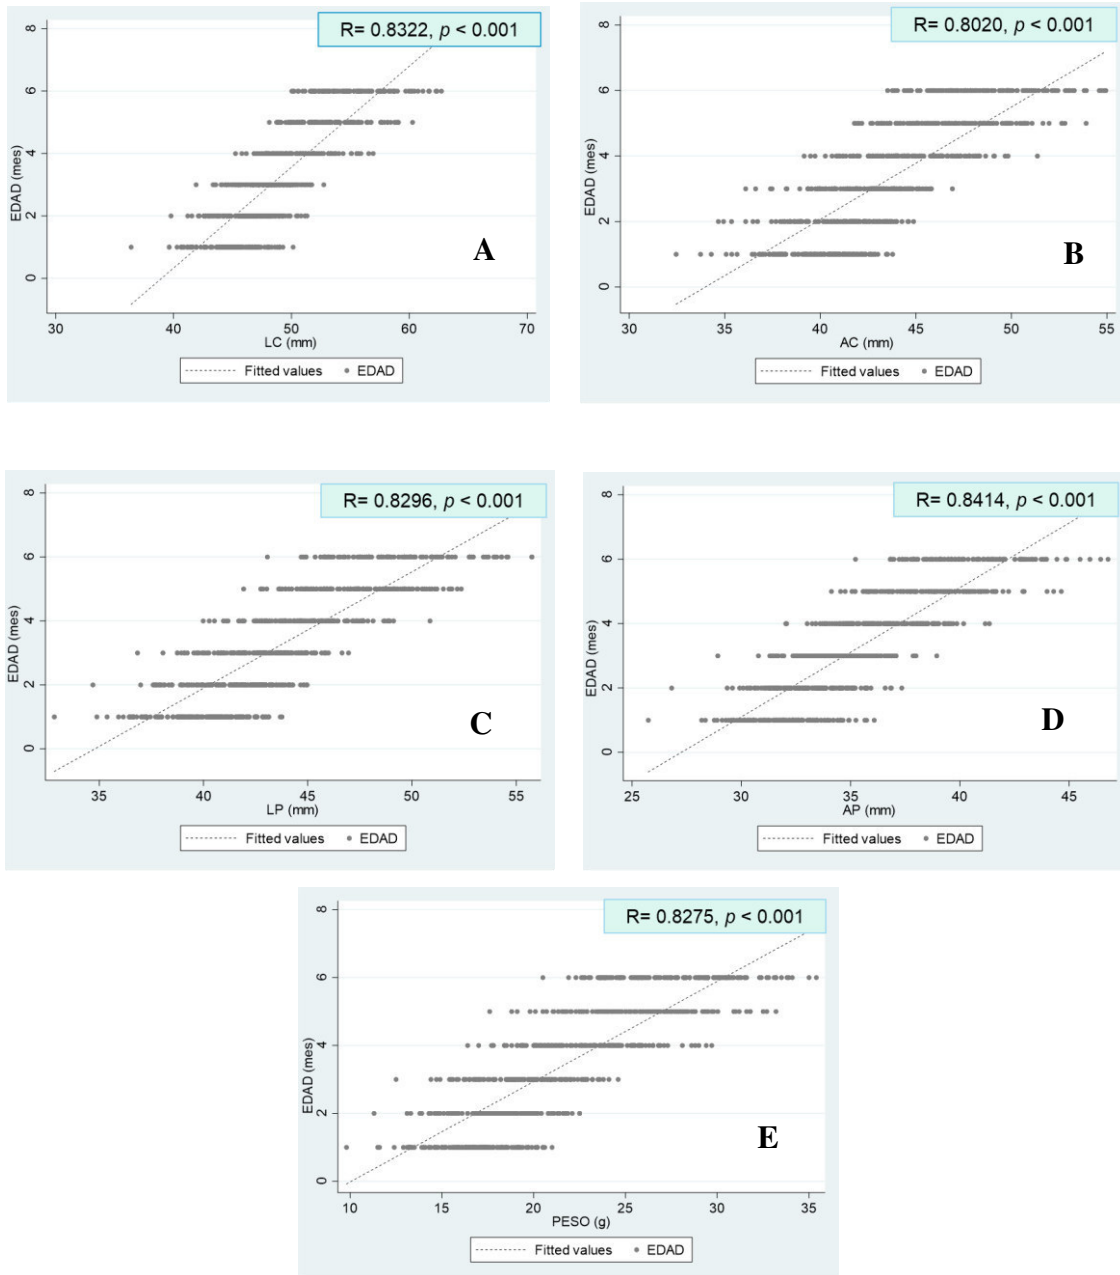 R= 0.8322, p < 0.001
8
6
4
2
0
EDAD (mes)
A
30 40 50 60 70
LC (mm)
Fitted values EDAD
R= 0.8020, p < 0.001
8
6
4
2
0
EDAD (mes)
B
30 35 40 45 50 55
AC (mm)
Fitted values EDAD
R= 0.8296, p < 0.001
8
6
4
2
0
EDAD (mes)
C
35 40 45 50 55
LP (mm)
Fitted values EDAD
R= 0.8414, p < 0.001
8
6
4
2
0
EDAD (mes)
D
25 30 35 40 45
AP (mm)
Fitted values EDAD
R= 0.8275, p < 0.001
8
6
4
2
0
EDAD (mes)
E
10 15 20 25 30 35
PESO (g)
Fitted values EDAD